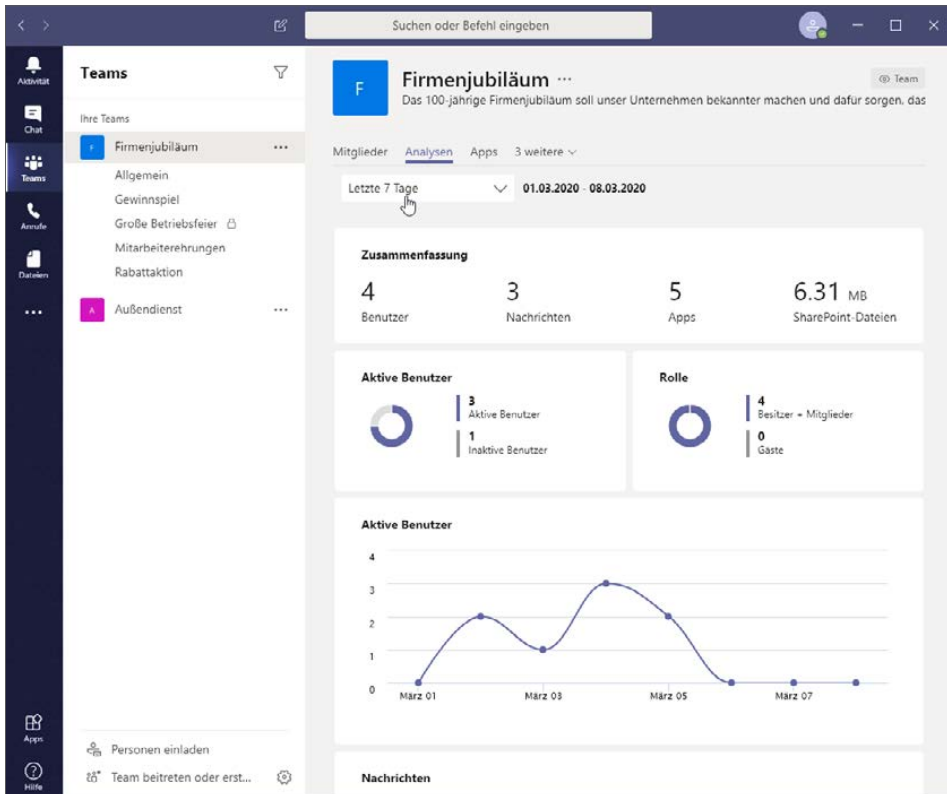 Suchen oder Befehl eingeben
Aktivität
Chat
Teams
Anrufe
Dateien
Apps
Hilfe
Teams
Ihre Teams
F Firmenjubiläum ...
Allgemein
Gewinnspiel
Große Betriebsfeier
Mitarbeiterehrungen
Rabattaktion
A Außendienst ...
Personen einladen
Team beitreten oder erst...
F
Firmenjubiläum ...
Team
Das 100-jährige Firmenjubiläum soll unser Unternehmen bekannter machen und dafür sorgen, das
Mitglieder Analysen Apps 3 weitere
Letzte 7 Tage 01.03.2020 - 08.03.2020
Zusammenfassung
4 3 5 6.31 MB
Benutzer Nachrichten Apps SharePoint-Dateien
Aktive Benutzer
3
Aktive Benutzer
1
Inaktive Benutzer
Rolle
4
Besitzer + Mitglieder
0
Gäste
Aktive Benutzer
4
3
2
1
0
März 01 März 03 März 05 März 07
Nachrichten